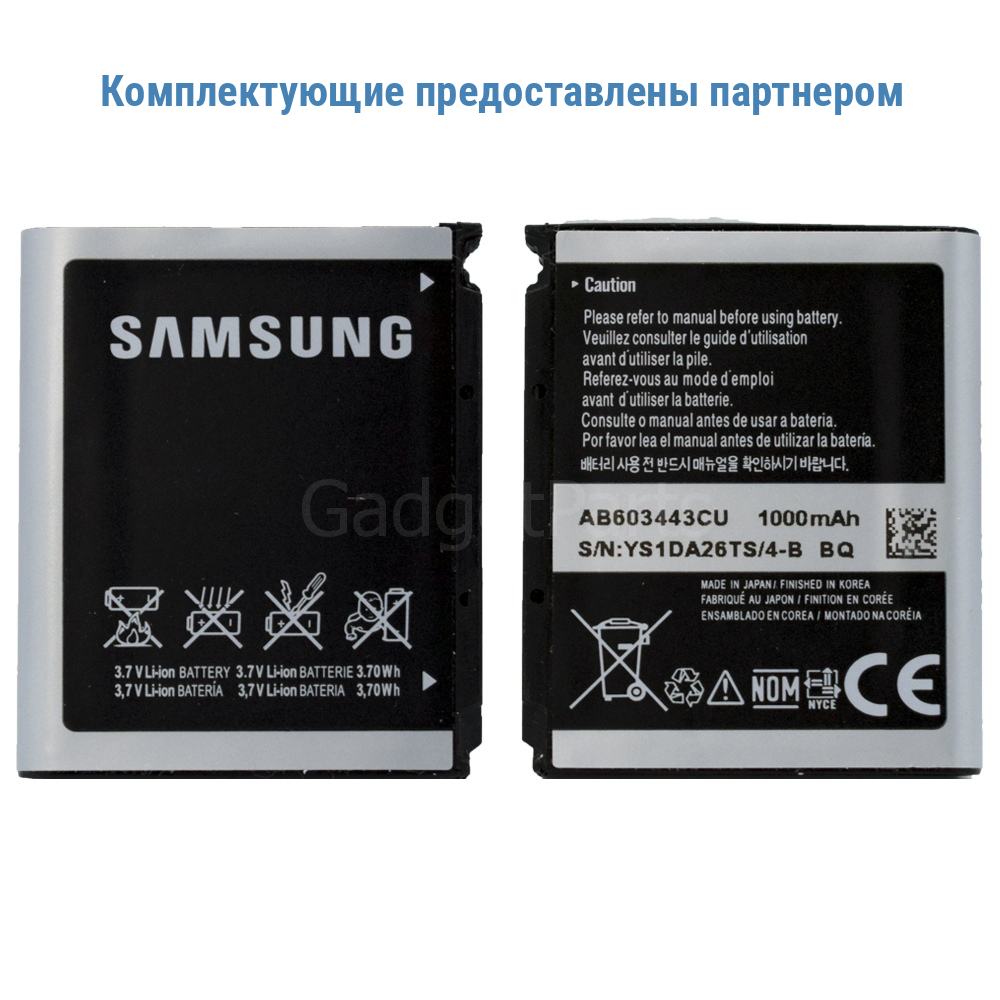 Комплектующие предоставлены партнером
SAMSUNG
3.7 V Li-ion BATTERY 3.7 V Li-ion BATTERIE 3.70 Wh
3,7 V Li-ion BATERÍA 3,7 V Li-ion BATERIA 3,70 Wh
Caution
Please refer to manual before using battery.
Veuillez consulter le guide d'utilisation
avant d'utiliser la pile.
Referez-vous au mode d'emploi
avant d'utiliser la batterie.
Consulte o manual antes de usar a bateria.
Por favor lea el manual antes de utilizar la batería.
배터리 사용 전 반드시 매뉴얼을 확인하시기 바랍니다.
GadgetParts
AB603443CU 1000mAh
S/N:YS1DA26TS/4-B BQ
MADE IN JAPAN / FINISHED IN KOREA
FABRIQUÉ AU JAPON / FINITION EN CORÉE
ENSAMBLADO EN COREA / MONTADO NA CORÉIA
NOM
NYCE
CE